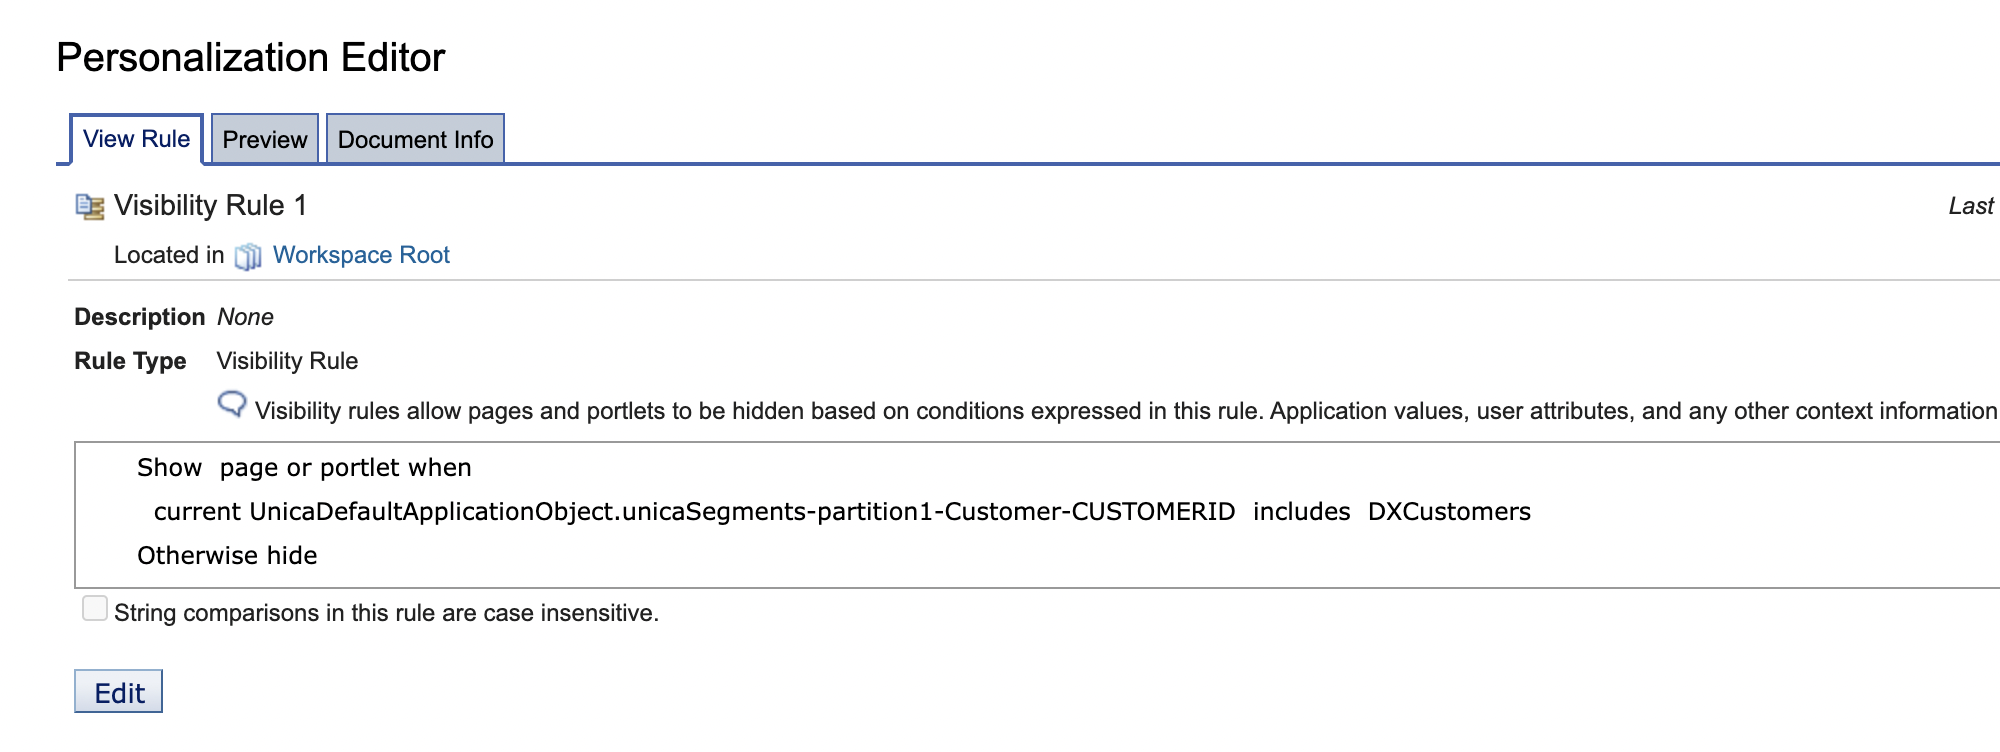 Personalization Editor
View Rule Preview Document Info
Visibility Rule 1 Last
Located in Workspace Root
Description None
Rule Type Visibility Rule
Visibility rules allow pages and portlets to be hidden based on conditions expressed in this rule. Application values, user attributes, and any other context information
Show page or portlet when
current UnicaDefaultApplicationObject.unicaSegments-partition1-Customer-CUSTOMERID includes DXCustomers
Otherwise hide
String comparisons in this rule are case insensitive.
Edit